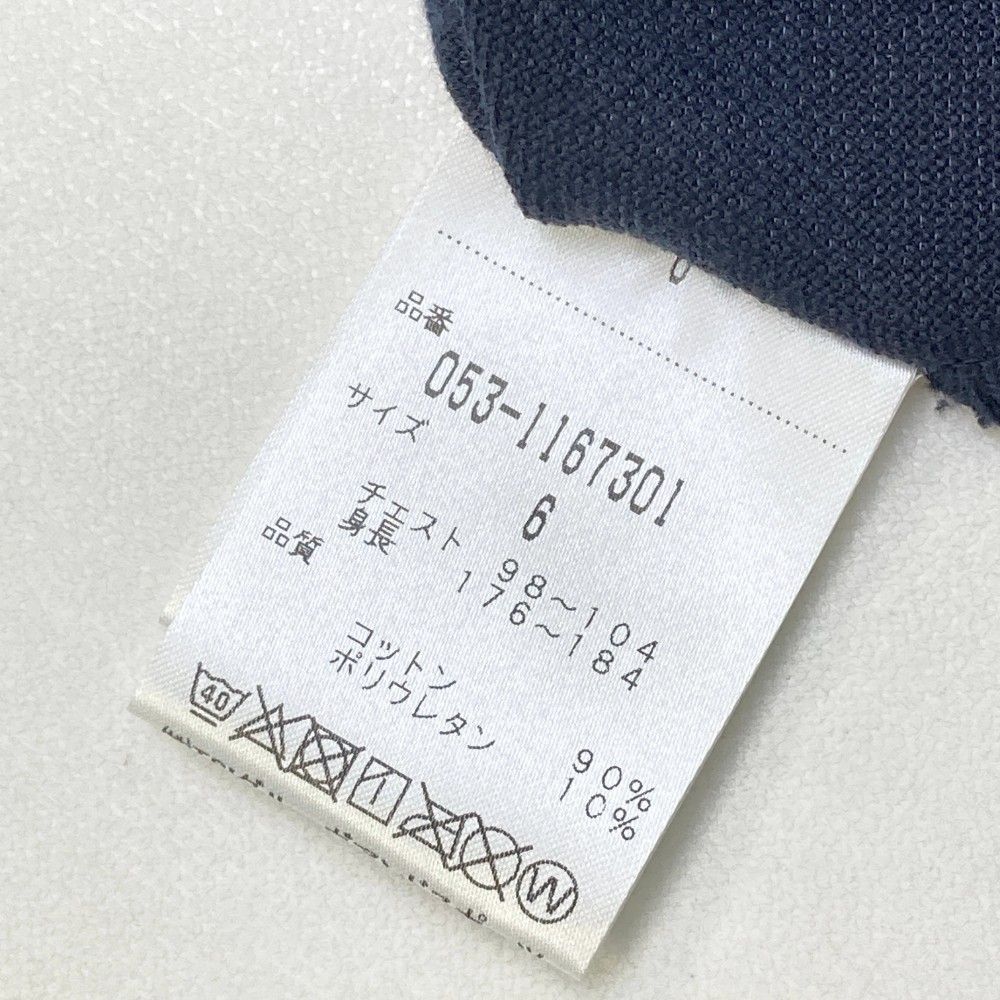 品番
053-1167301
サイズ
6
チェスト 98~104
身長 176~184
品質
コットン 90%
ポリウレタン 10%
40
W